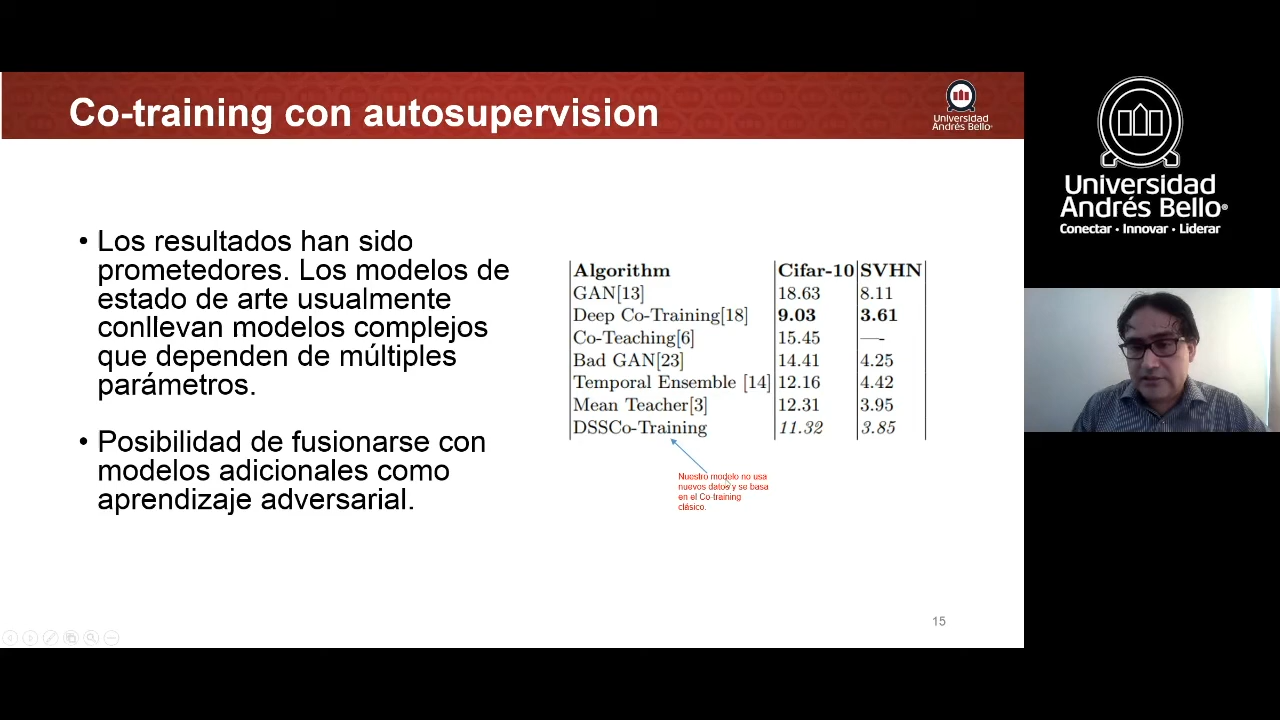 Co-training con autosupervision
Universidad
Andrés Bello®
• Los resultados han sido
prometedores. Los modelos de
estado de arte usualmente
conllevan modelos complejos
que dependen de múltiples
parámetros.
• Posibilidad de fusionarse con
modelos adicionales como
aprendizaje adversarial.
Algorithm Cifar-10 SVHN
GAN[13] 18.63 8.11
Deep Co-Training[18] 9.03 3.61
Co-Teaching[6] 15.45 —-
Bad GAN[23] 14.41 4.25
Temporal Ensemble [14] 12.16 4.42
Mean Teacher[3] 12.31 3.95
DSSCo-Training 11.32 3.85
Nuestro modelo no usa
nuevos datos y se basa
en el Co-training
clásico.
15
Universidad
Andrés Bello®
Conectar • Innovar • Liderar